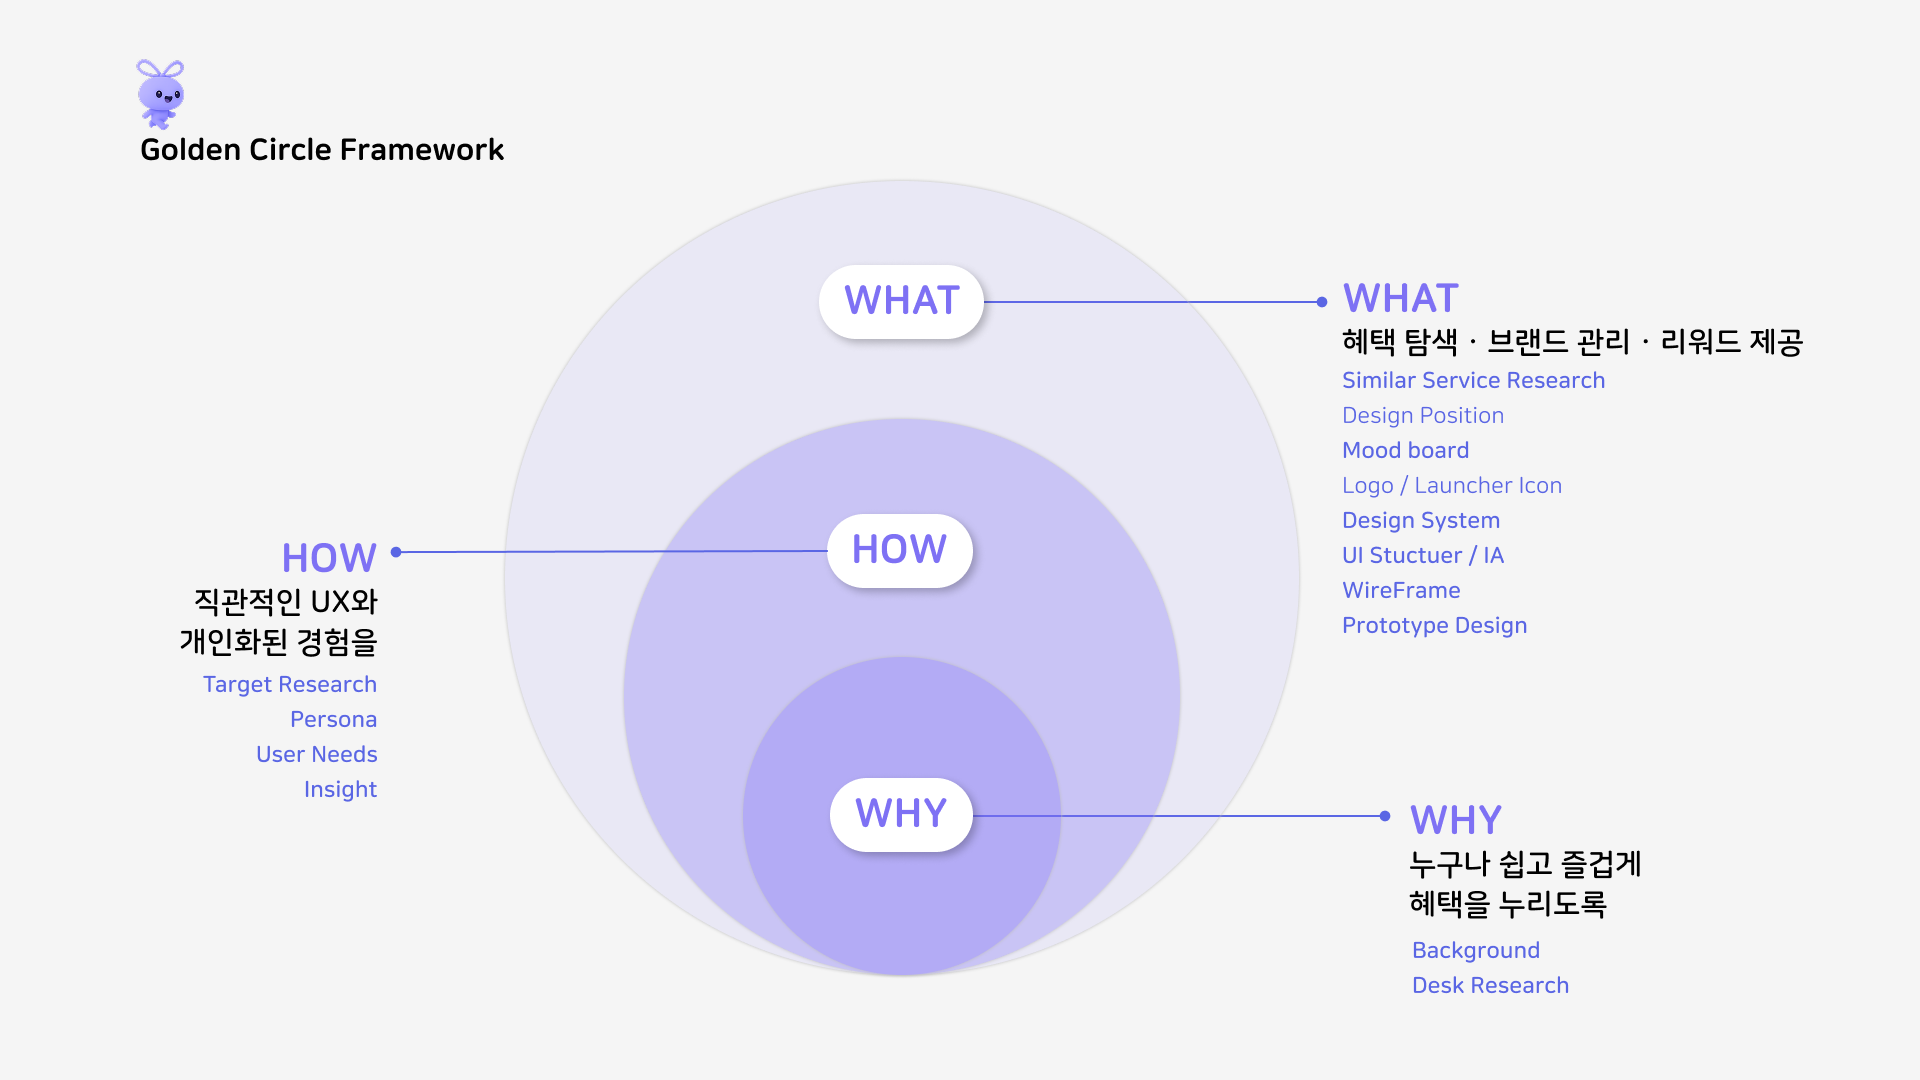 Golden Circle Framework
WHAT
HOW
WHY
WHAT
혜택 탐색 · 브랜드 관리 · 리워드 제공
Similar Service Research
Design Position
Mood board
Logo / Launcher Icon
Design System
UI Stuctuer / IA
WireFrame
Prototype Design
HOW
직관적인 UX와
개인화된 경험을
Target Research
Persona
User Needs
Insight
WHY
누구나 쉽고 즐겁게
혜택을 누리도록
Background
Desk Research